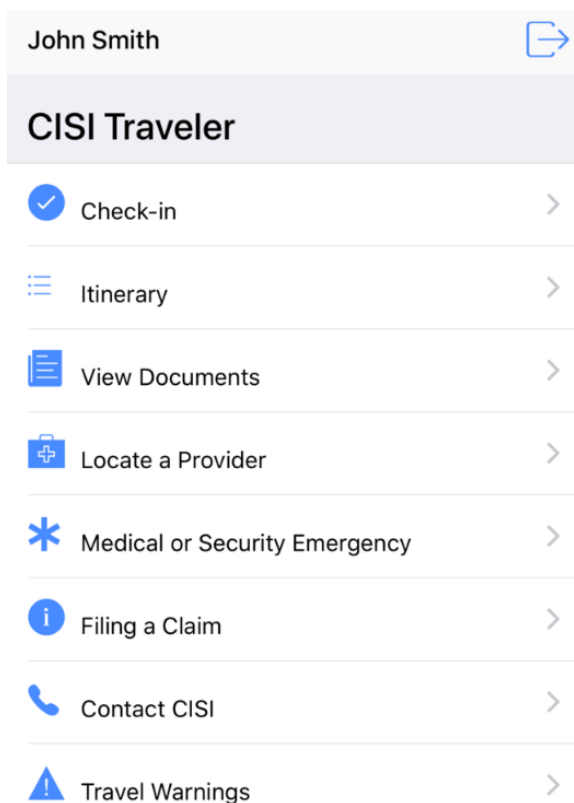 John Smith
CISI Traveler
Check-in
Itinerary
View Documents
Locate a Provider
Medical or Security Emergency
Filing a Claim
Contact CISI
Travel Warnings